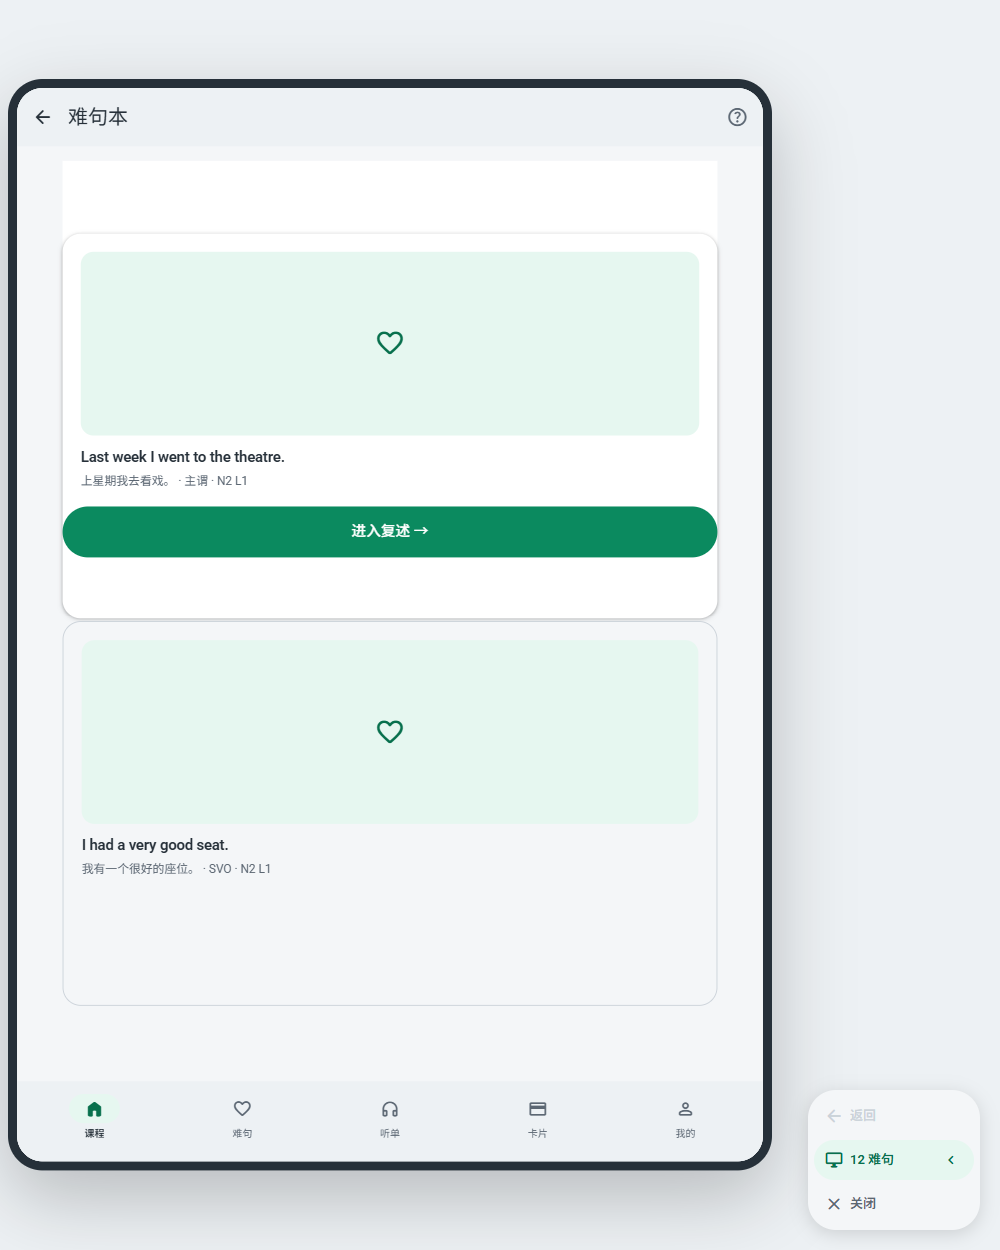 难句本
Last week I went to the theatre.
上星期我去看戏。 · 主谓 · N2 L1
进入复述 →
I had a very good seat.
我有一个很好的座位。 · SVO · N2 L1
课程
难句
听单
卡片
我的
返回
12 难句
关闭